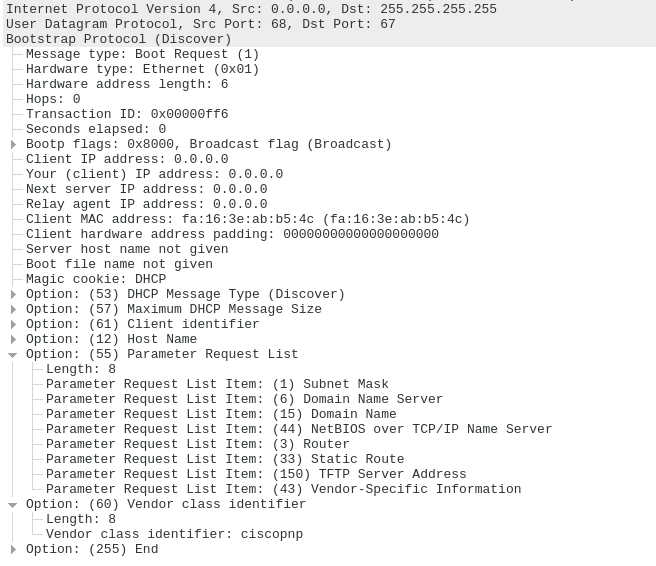 Internet Protocol Version 4, Src: 0.0.0.0, Dst: 255.255.255.255
User Datagram Protocol, Src Port: 68, Dst Port: 67
Bootstrap Protocol (Discover)
Message type: Boot Request (1)
Hardware type: Ethernet (0x01)
Hardware address length: 6
Hops: 0
Transaction ID: 0x00000ff6
Seconds elapsed: 0
Bootp flags: 0x8000, Broadcast flag (Broadcast)
Client IP address: 0.0.0.0
Your (client) IP address: 0.0.0.0
Next server IP address: 0.0.0.0
Relay agent IP address: 0.0.0.0
Client MAC address: fa:16:3e:ab:b5:4c (fa:16:3e:ab:b5:4c)
Client hardware address padding: 00000000000000000000
Server host name not given
Boot file name not given
Magic cookie: DHCP
Option: (53) DHCP Message Type (Discover)
Option: (57) Maximum DHCP Message Size
Option: (61) Client identifier
Option: (12) Host Name
Option: (55) Parameter Request List
Length: 8
Parameter Request List Item: (1) Subnet Mask
Parameter Request List Item: (6) Domain Name Server
Parameter Request List Item: (15) Domain Name
Parameter Request List Item: (44) NetBIOS over TCP/IP Name Server
Parameter Request List Item: (3) Router
Parameter Request List Item: (33) Static Route
Parameter Request List Item: (150) TFTP Server Address
Parameter Request List Item: (43) Vendor-Specific Information
Option: (60) Vendor class identifier
Length: 8
Vendor class identifier: ciscopnp
Option: (255) End